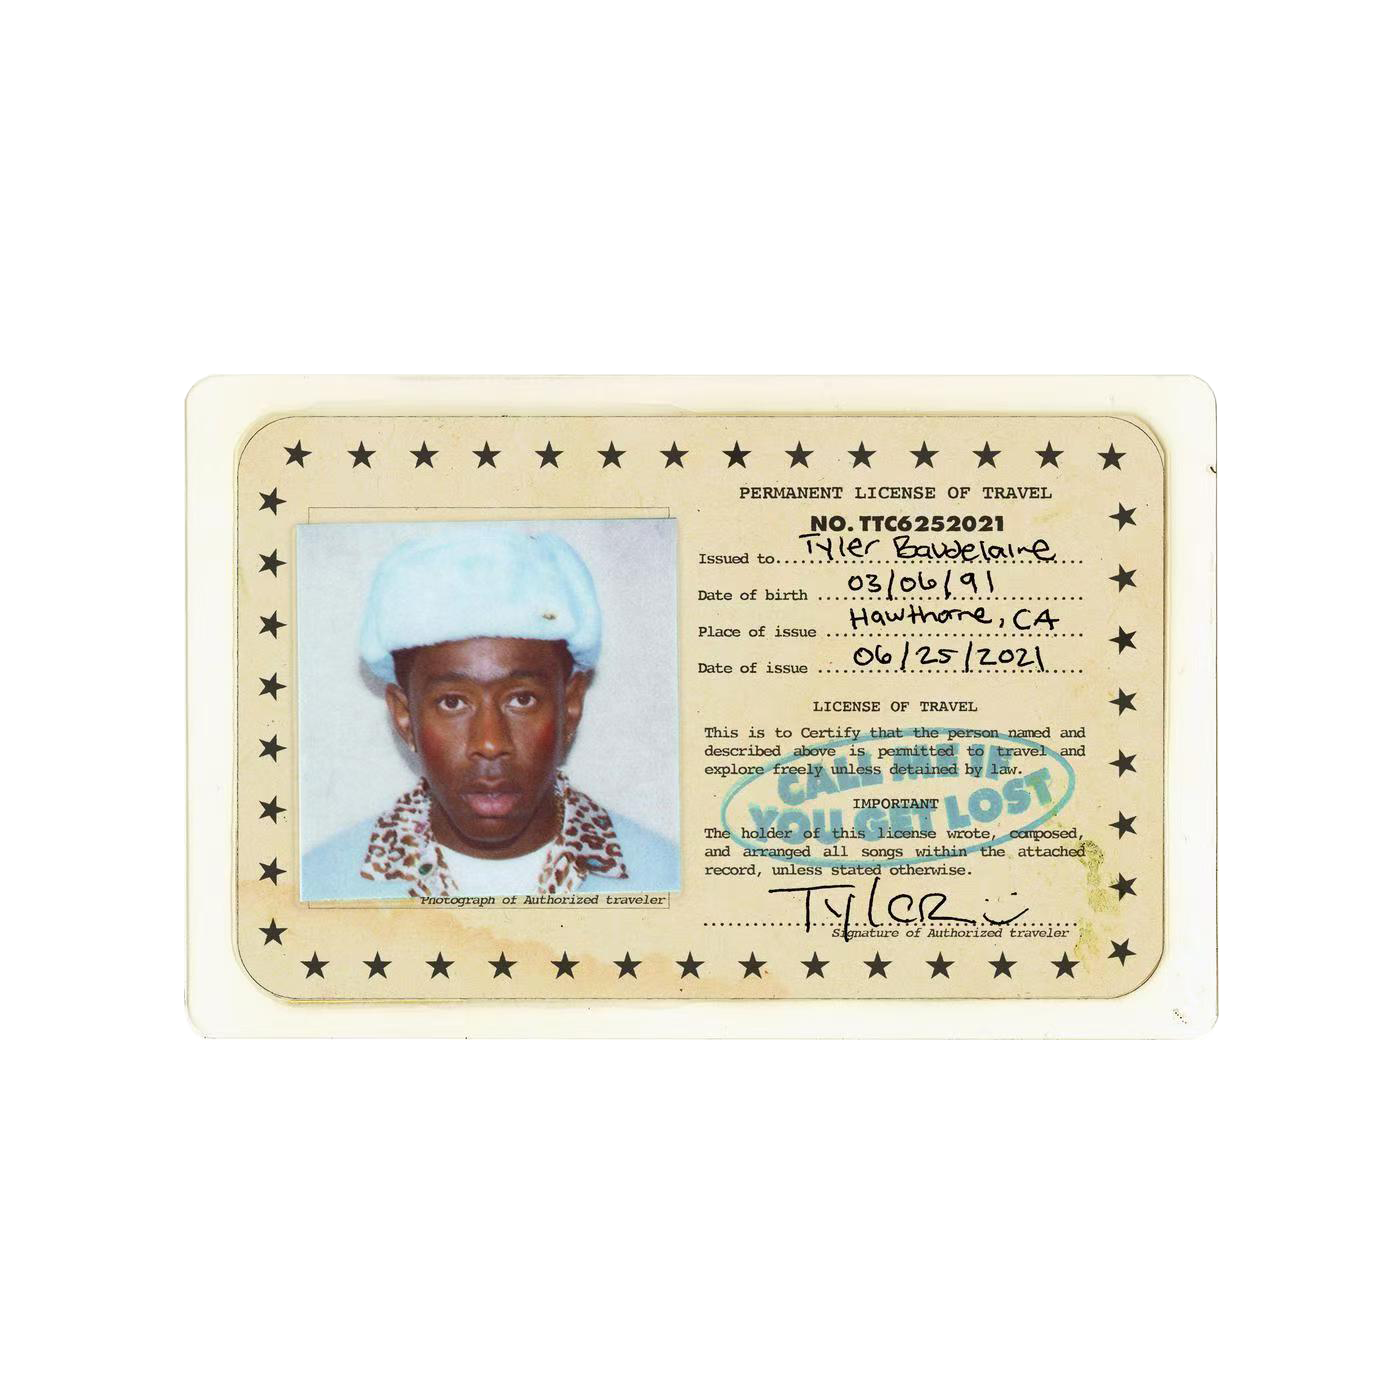 PERMANENT LICENSE OF TRAVEL
NO. TTC6252021
Issued to Tyler Baudelaire
Date of birth 03/06/91
Place of issue Hawthorne, CA
Date of issue 06/25/2021
LICENSE OF TRAVEL
This is to Certify that the person named and
described above is permitted to travel and
explore freely unless detained by law.
CALL ME IF
YOU GET LOST
IMPORTANT
The holder of this license wrote, composed,
and arranged all songs within the attached
record, unless stated otherwise.
TyleR
Signature of Authorized traveler
Photograph of Authorized traveler